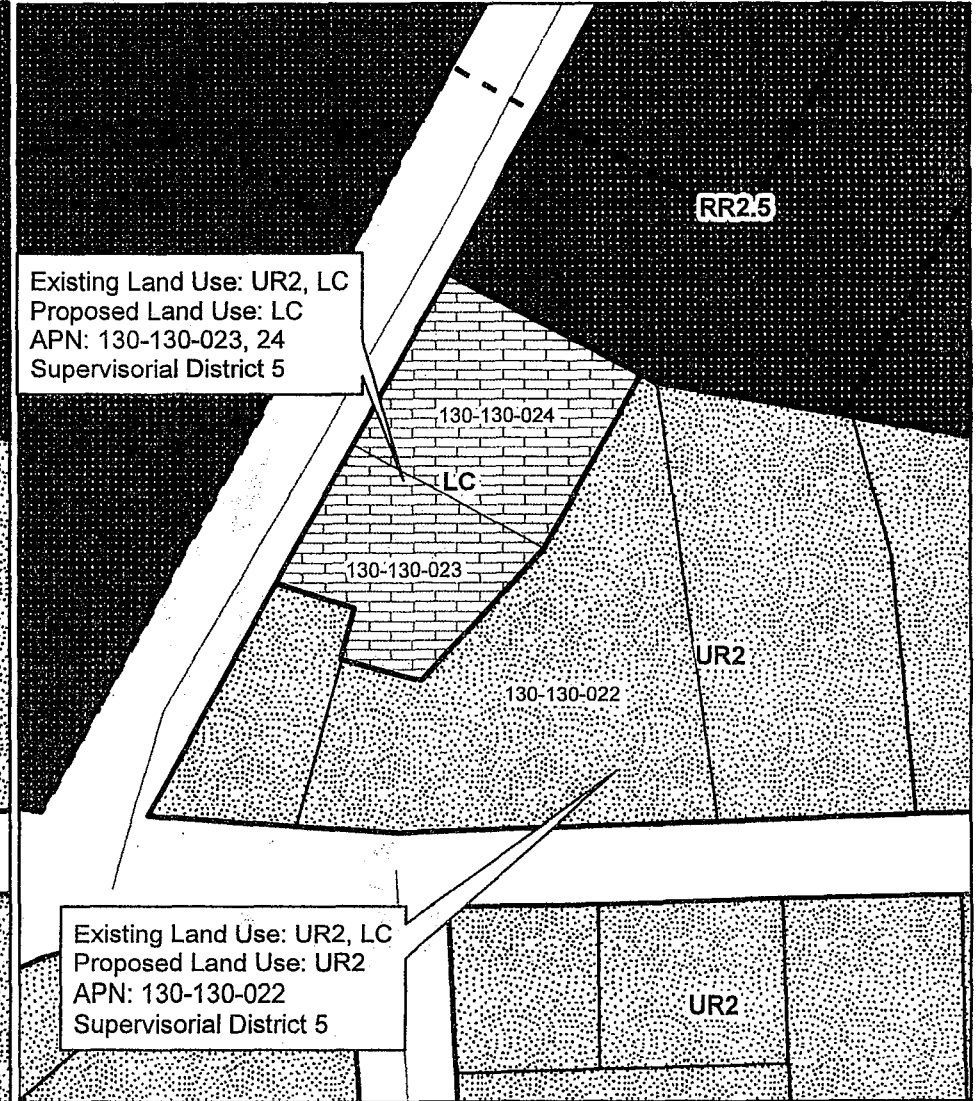 RR2.5
Existing Land Use: UR2, LC
Proposed Land Use: LC
APN: 130-130-023, 24
Supervisorial District 5
130-130-024
LC
130-130-023
UR2
130-130-022
Existing Land Use: UR2, LC
Proposed Land Use: UR2
APN: 130-130-022
Supervisorial District 5
UR2